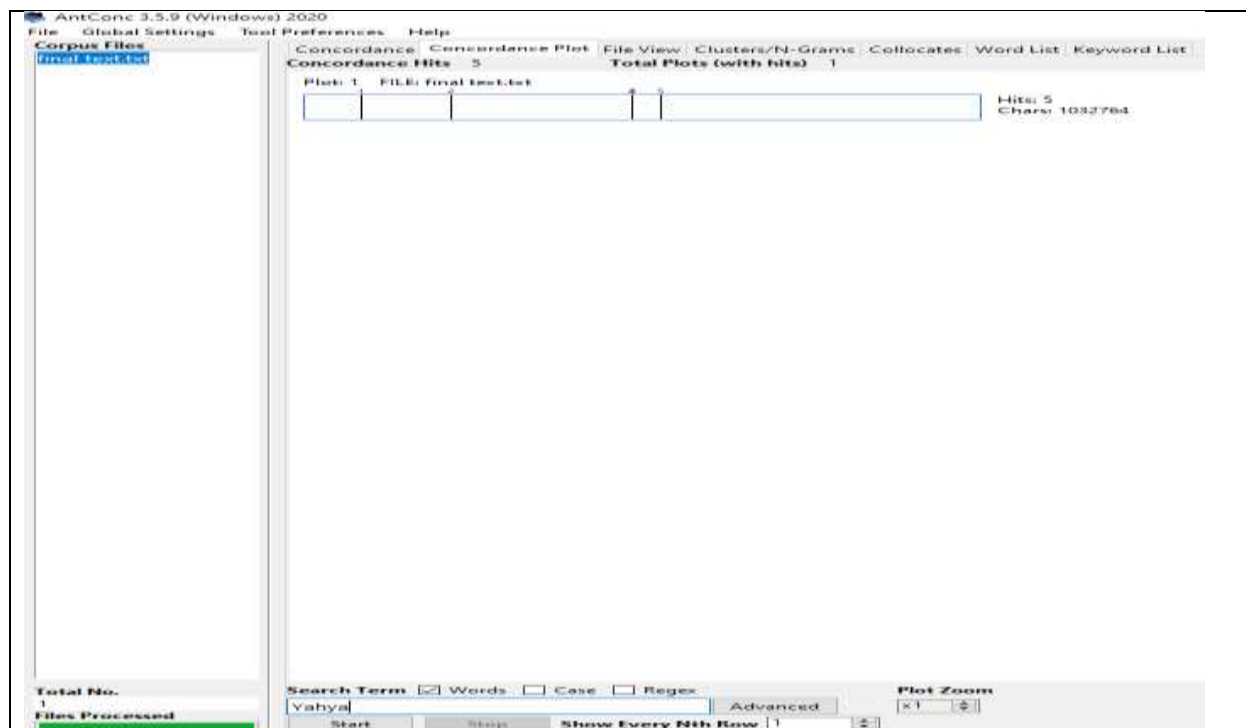 AntConc 3.5.9 (Windows) 2020
File Global Settings Tool Preferences Help
Corpus Files
final text.txt
Concordance Concordance Plot File View Clusters/N-Grams Collocates Word List Keyword List
Concordance Hits 5 Total Plots (with hits) 1
Plot: 1 FILE: final text.txt
Hits: 5
Chars: 1032764
Total No.
1
Files Processed
Search Term Words Case Regex
Yahya
Advanced
Start Stop Show Every Nth Row 1
Plot Zoom
x1